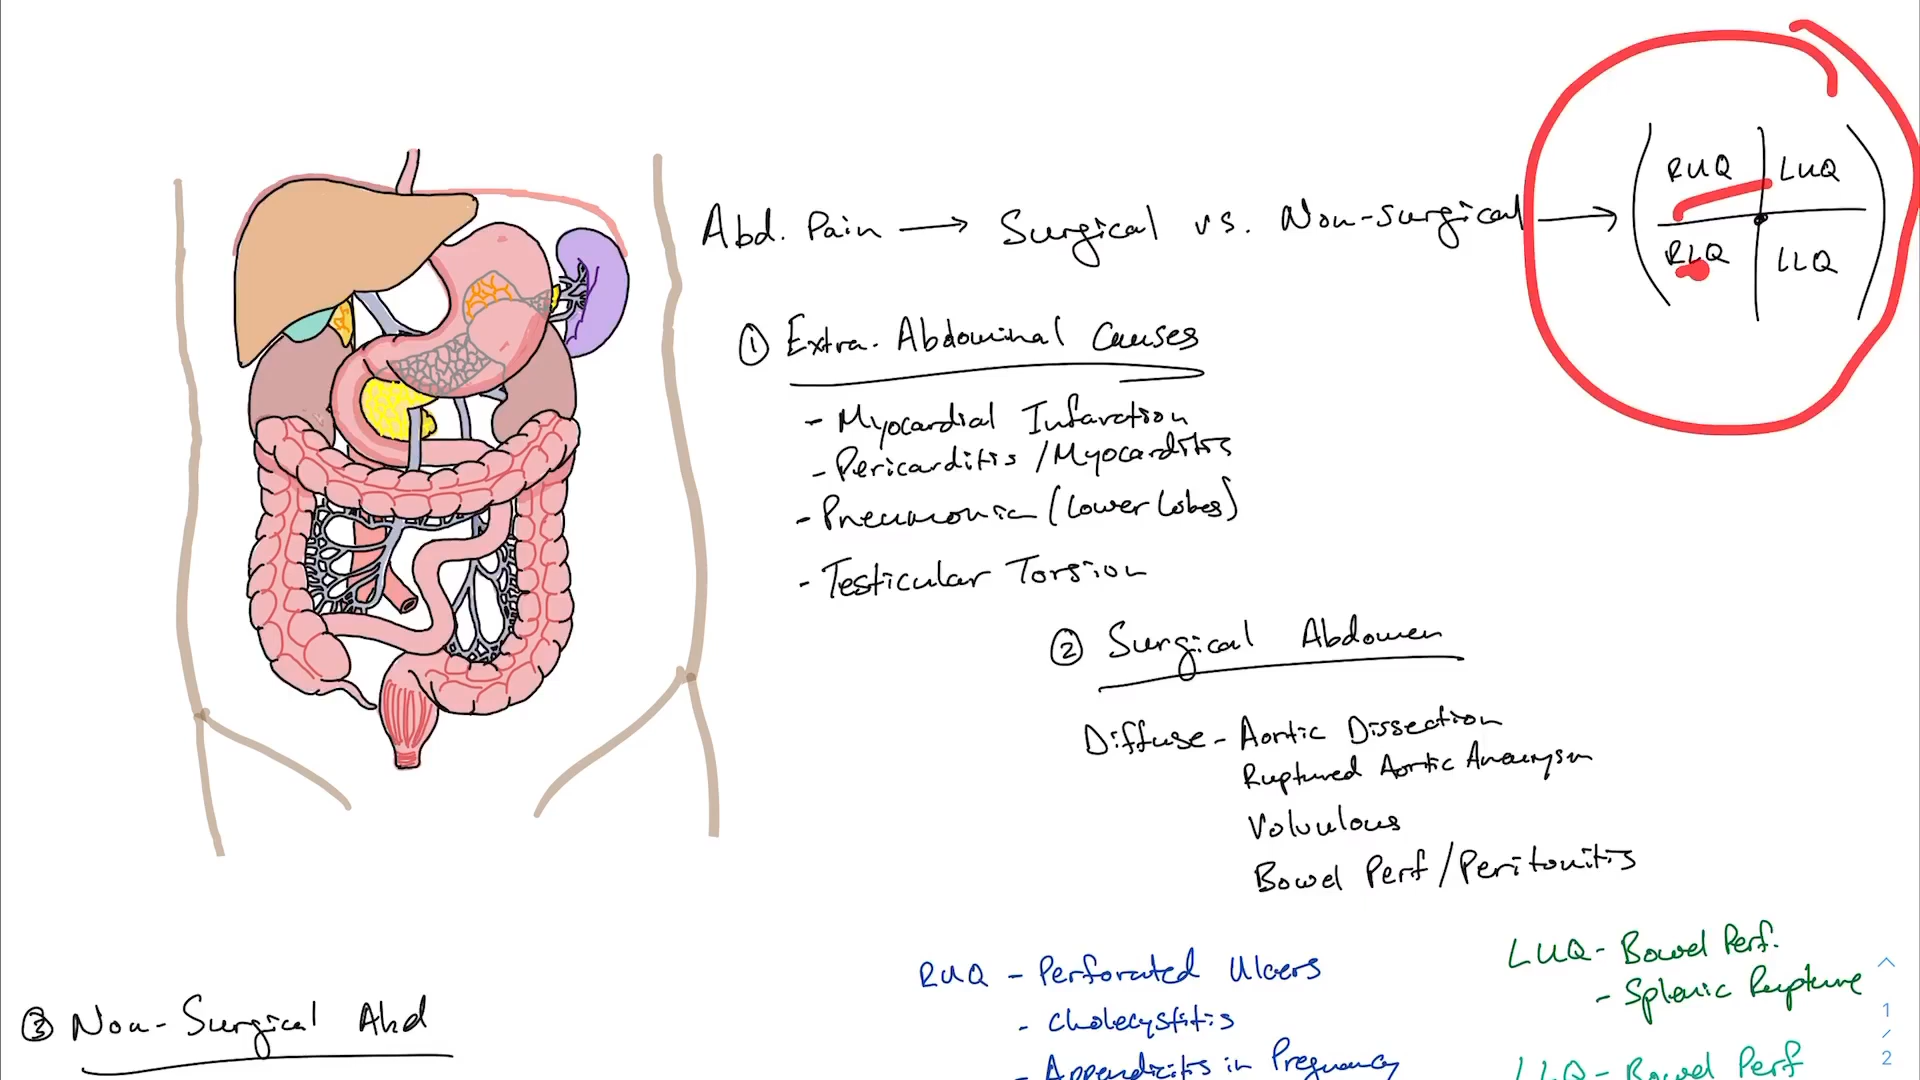 Abd. Pain → Surgical vs. Non-surgical → RUQ LUQ
RLQ LLQ
① Extra-Abdominal Causes
- Myocardial Infarction
- Pericarditis / Myocarditis
- Pneumonia (Lower Lobes)
- Testicular Torsion
② Surgical Abdomen
Diffuse - Aortic Dissection
Ruptured Aortic Aneurysm
Volvulous
Bowel Perf / Peritonitis
RUQ - Perforated Ulcers
- Cholecystitis
- Appendicitis in Pregnancy
LUQ - Bowel Perf.
- Splenic Rupture
LLQ - Bowel Perf
③ Non-Surgical Abd
1
/
2